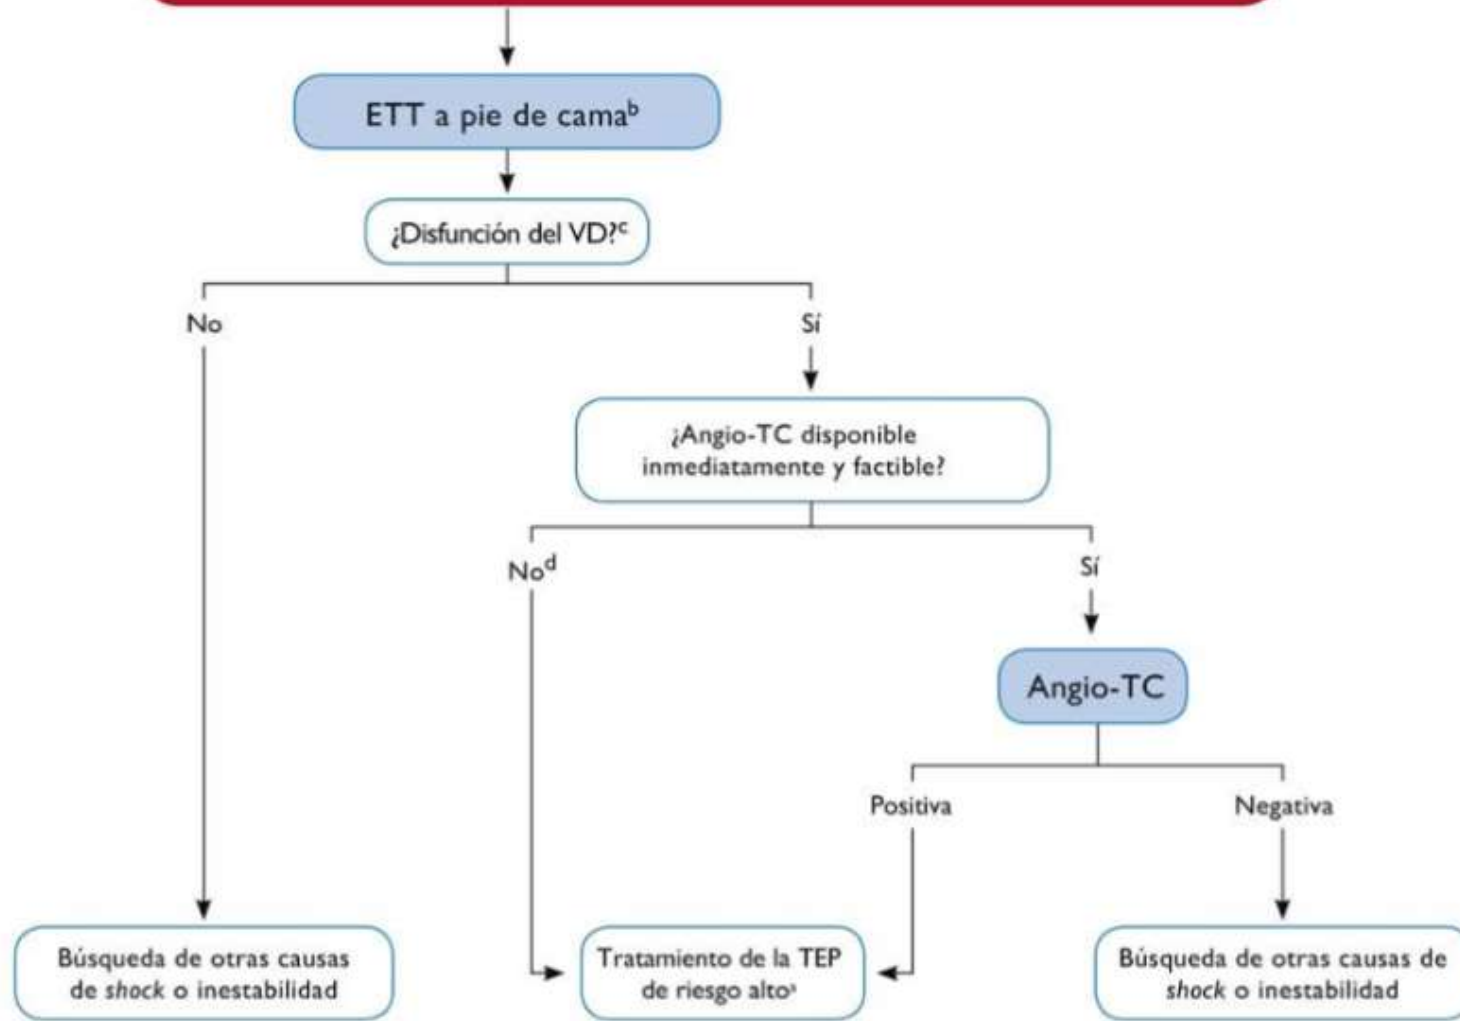 ETT a pie de camaᵇ
¿Disfunción del VD?ᶜ
No
Sí
¿Angio-TC disponible
inmediatamente y factible?
Noᵈ
Sí
Angio-TC
Positiva
Negativa
Búsqueda de otras causas
de shock o inestabilidad
Tratamiento de la TEP
de riesgo altoᵃ
Búsqueda de otras causas de
shock o inestabilidad